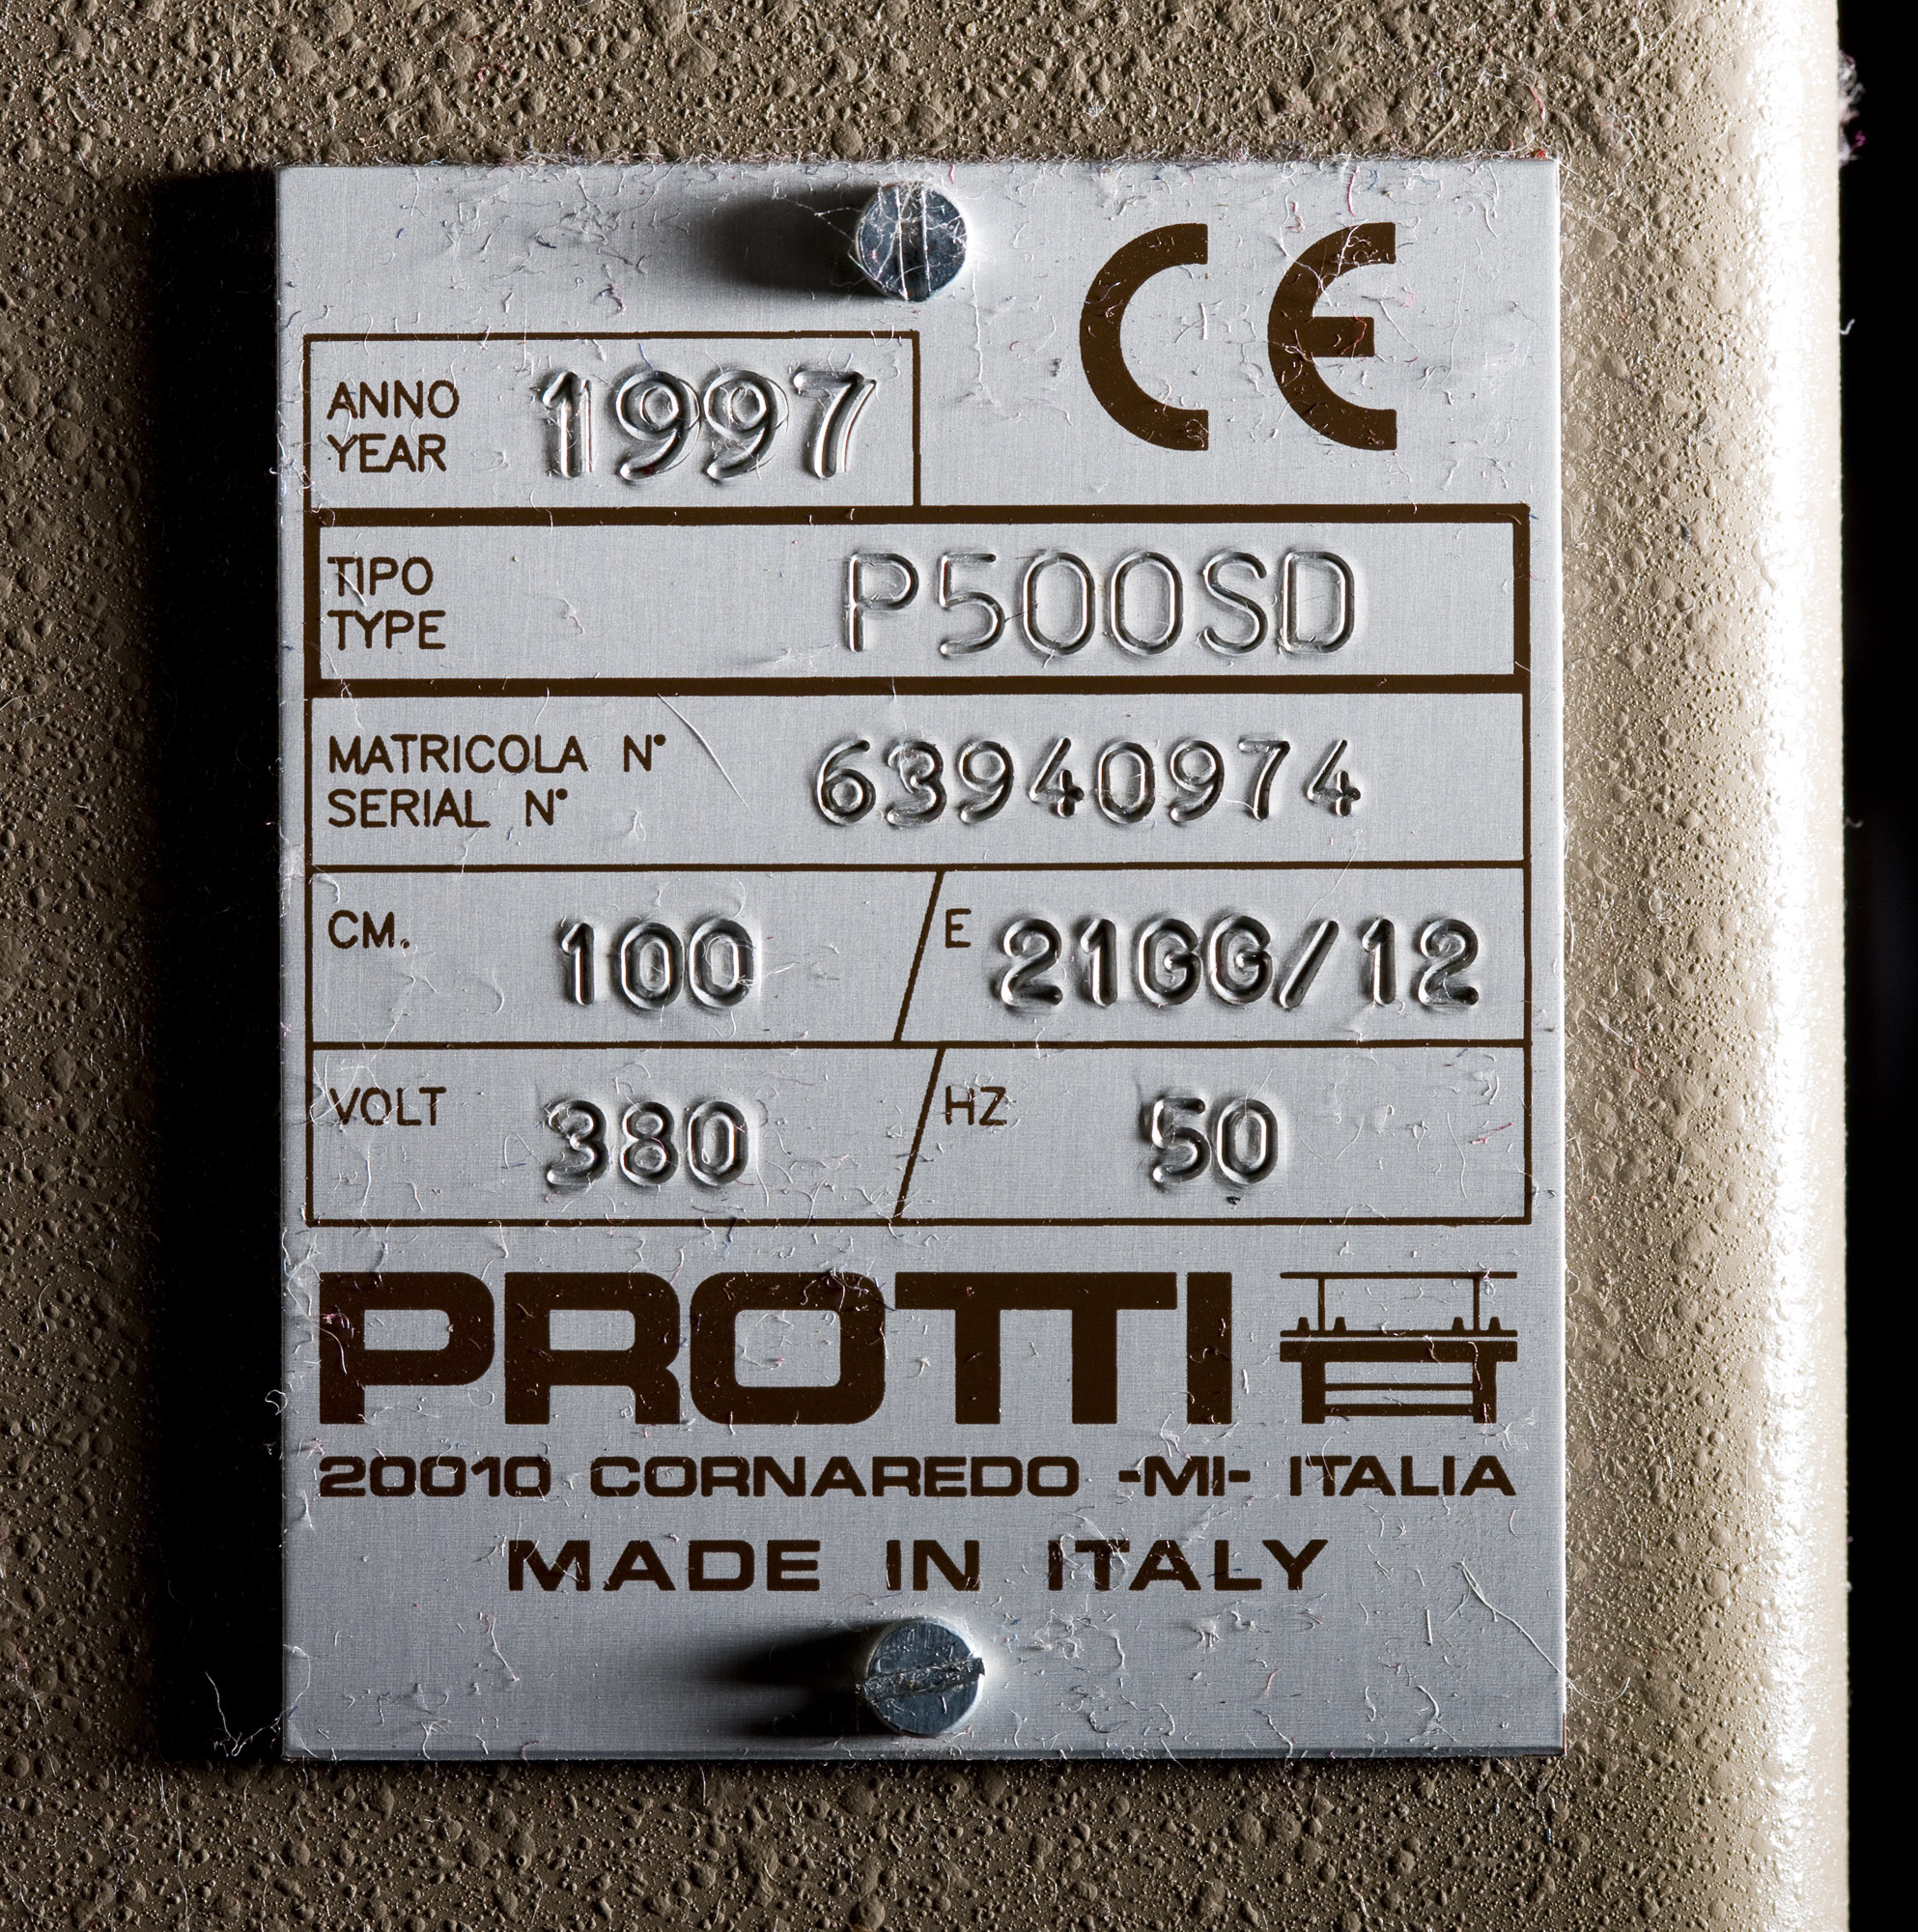 CE
ANNO
YEAR
1997
TIPO
TYPE
P500SD
MATRICOLA N°
SERIAL N°
63940974
CM. 100
E 21GG/12
VOLT 380
HZ 50
PROTTI
20010 CORNAREDO -MI- ITALIA
MADE IN ITALY